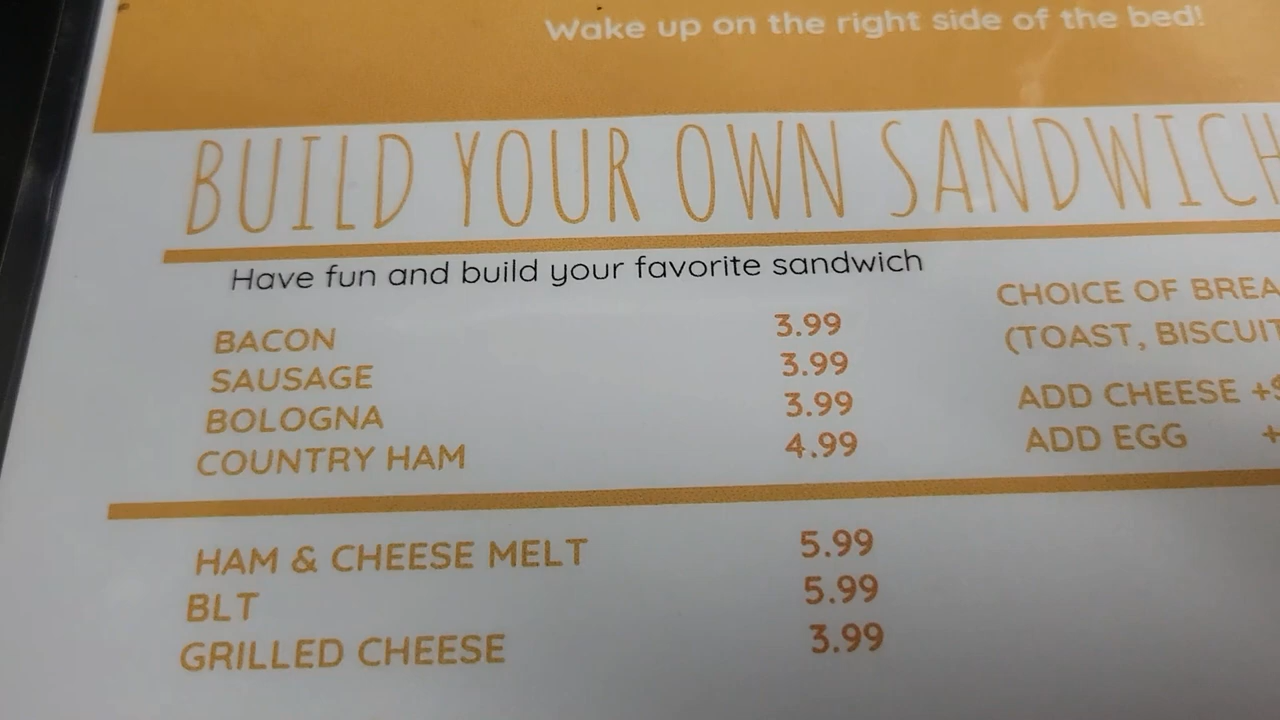 Wake up on the right side of the bed!
BUILD YOUR OWN SANDWICH
Have fun and build your favorite sandwich
BACON 3.99
SAUSAGE 3.99
BOLOGNA 3.99
COUNTRY HAM 4.99
CHOICE OF
(TOAST, BISCUIT
ADD CHEESE +$
ADD EGG +
HAM & CHEESE MELT 5.99
BLT 5.99
GRILLED CHEESE 3.99